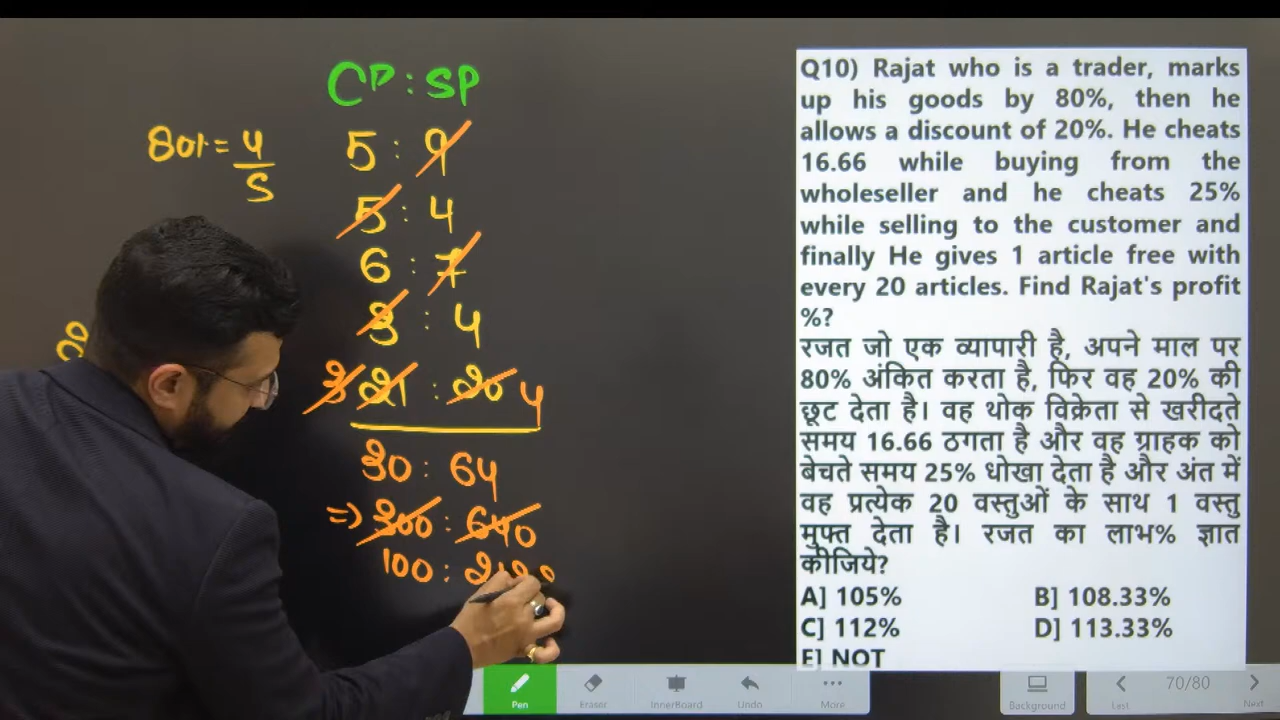 CP : SP
80% = 4/5
5 : 9
5 : 4
6 : 7
3 : 4
3 21 : 20 4
30 : 64
=> 300 : 640
100 :
Q10) Rajat who is a trader, marks
up his goods by 80%, then he
allows a discount of 20%. He cheats
16.66 while buying from the
wholeseller and he cheats 25%
while selling to the customer and
finally He gives 1 article free with
every 20 articles. Find Rajat's profit
%?
रजत जो एक व्यापारी है, अपने माल पर
80% अंकित करता है, फिर वह 20% की
छूट देता है। वह थोक विक्रेता से खरीदते
समय 16.66 ठगता है और वह ग्राहक को
बेचते समय 25% धोखा देता है और अंत में
वह प्रत्येक 20 वस्तुओं के साथ 1 वस्तु
मुफ्त देता है। रजत का लाभ% ज्ञात
कीजिये?
A] 105% B] 108.33%
C] 112% D] 113.33%
E] NOT
Pen Eraser InnerBoard Undo More Background Last 70/80 Next